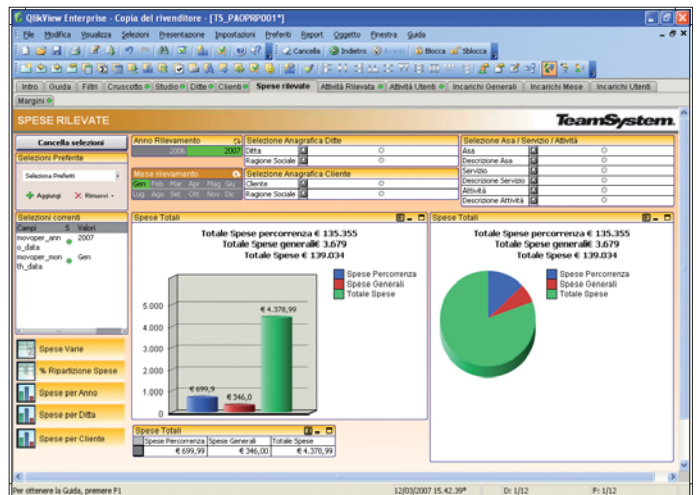 QlikView Enterprise - Copia del rivenditore - [TS_PAOPRP001*]
File Modifica Visualizza Selezioni Presentazione Impostazioni Preferiti Report Oggetto Finestra Guida
Cancella Indietro Avanti Blocca Sblocca
Intro Guida Filtri Cruscotto Studio Ditte Clienti Spese rilevate Attività Rilevata Attività Utenti Incarichi Generali Incarichi Mese Incarichi Utenti
Margini
SPESE RILEVATE
TeamSystem.
Cancella selezioni
Selezioni Preferite
Seleziona Preferiti
Aggiungi Rimuovi
Anno Rilevamento
2006 2007
Mese rilevamento
Gen Feb Mar Apr Mag Giu
Lug Ago Set Ott Nov Dic
Selezione Anagrafica Ditte
Ditta
Ragione Sociale
Selezione Anagrafica Cliente
Cliente
Ragione Sociale
Selezione Asa / Servizio / Attività
Asa
Descrizione Asa
Servizio
Descrizione Servizio
Attività
Descrizione Attività
Selezioni correnti
Campi S Valori
movoper_ann 2007
o_data
movoper_mon Gen
th_data
Spese Varie
% Ripartizione Spese
Spese per Anno
Spese per Ditta
Spese per Cliente
Spese Totali
Totale Spese percorrenza € 135.355
Totale Spese generali€ 3.679
Totale Spese € 139.034
Spese Percorrenza
Spese Generali
Totale Spese
5.000
4.000
3.000
2.000
1.000
0
€ 699,9
€ 346,0
€ 4.378,99
Spese Totali
Spese Percorrenza Spese Generali Totale Spese
€ 699,99 € 346,00 € 4.378,99
Spese Totali
Totale Spese percorrenza € 135.355
Totale Spese generali€ 3.679
Totale Spese € 139.034
Spese Percorrenza
Spese Generali
Totale Spese
Per ottenere la Guida, premere F1
12/03/2007 15.42.39*
D: 1/12
F: 1/12